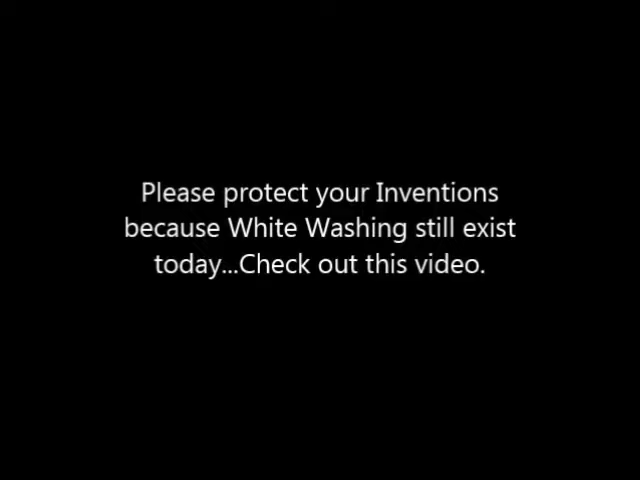 Please protect your Inventions
because White Washing still exist
today...Check out this video.